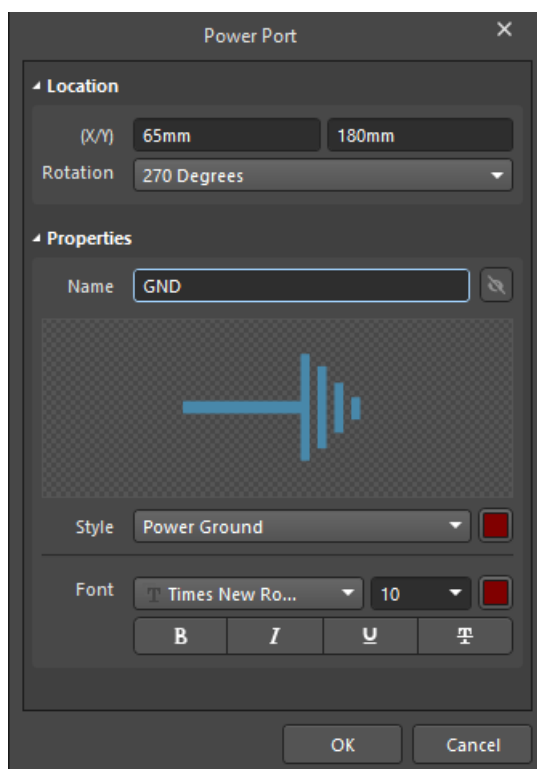 Power Port
Location
(X/Y) 65mm 180mm
Rotation 270 Degrees
Properties
Name GND
Style Power Ground
Font T Times New Ro... 10
B I U T
OK Cancel